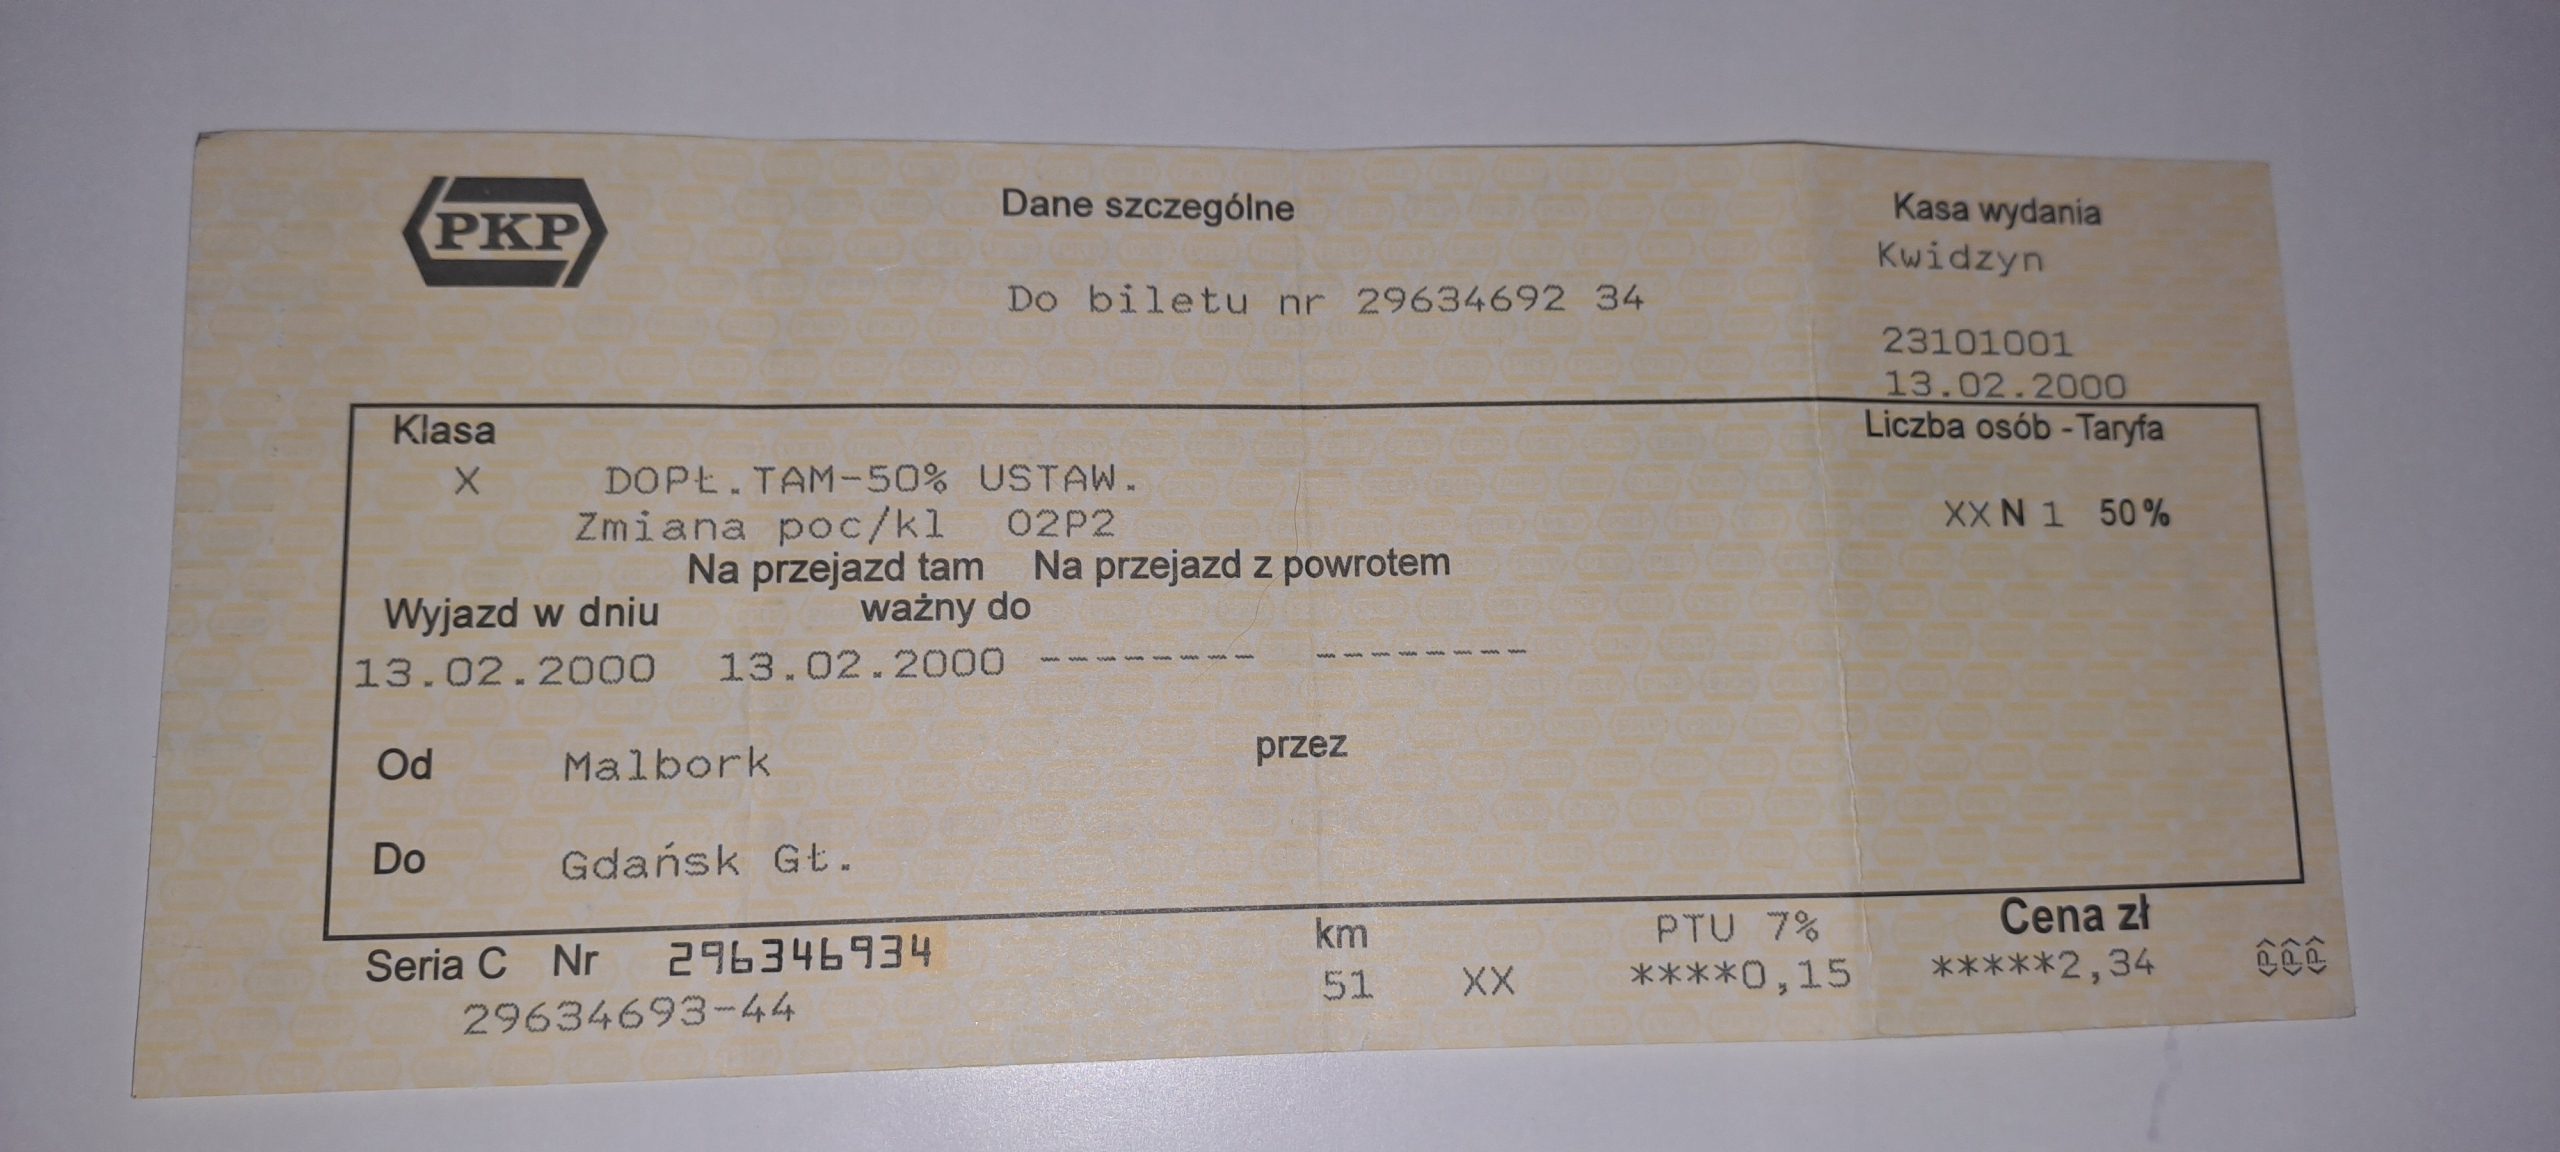 PKP
Dane szczególne
Kasa wydania
Kwidzyn
Do biletu nr 29634692 34
23101001
13.02.2000
Klasa
Liczba osób - Taryfa
X DOPŁ.TAM-50% USTAW.
XX N 1 50%
Zmiana poc/kl O2P2
Na przejazd tam Na przejazd z powrotem
Wyjazd w dniu ważny do
13.02.2000 13.02.2000 -------- --------
Od Malbork przez
Do Gdańsk Gł.
Seria C Nr 296346934
km PTU 7% Cena zł
29634693-44
51 XX ****0,15 *****2,34